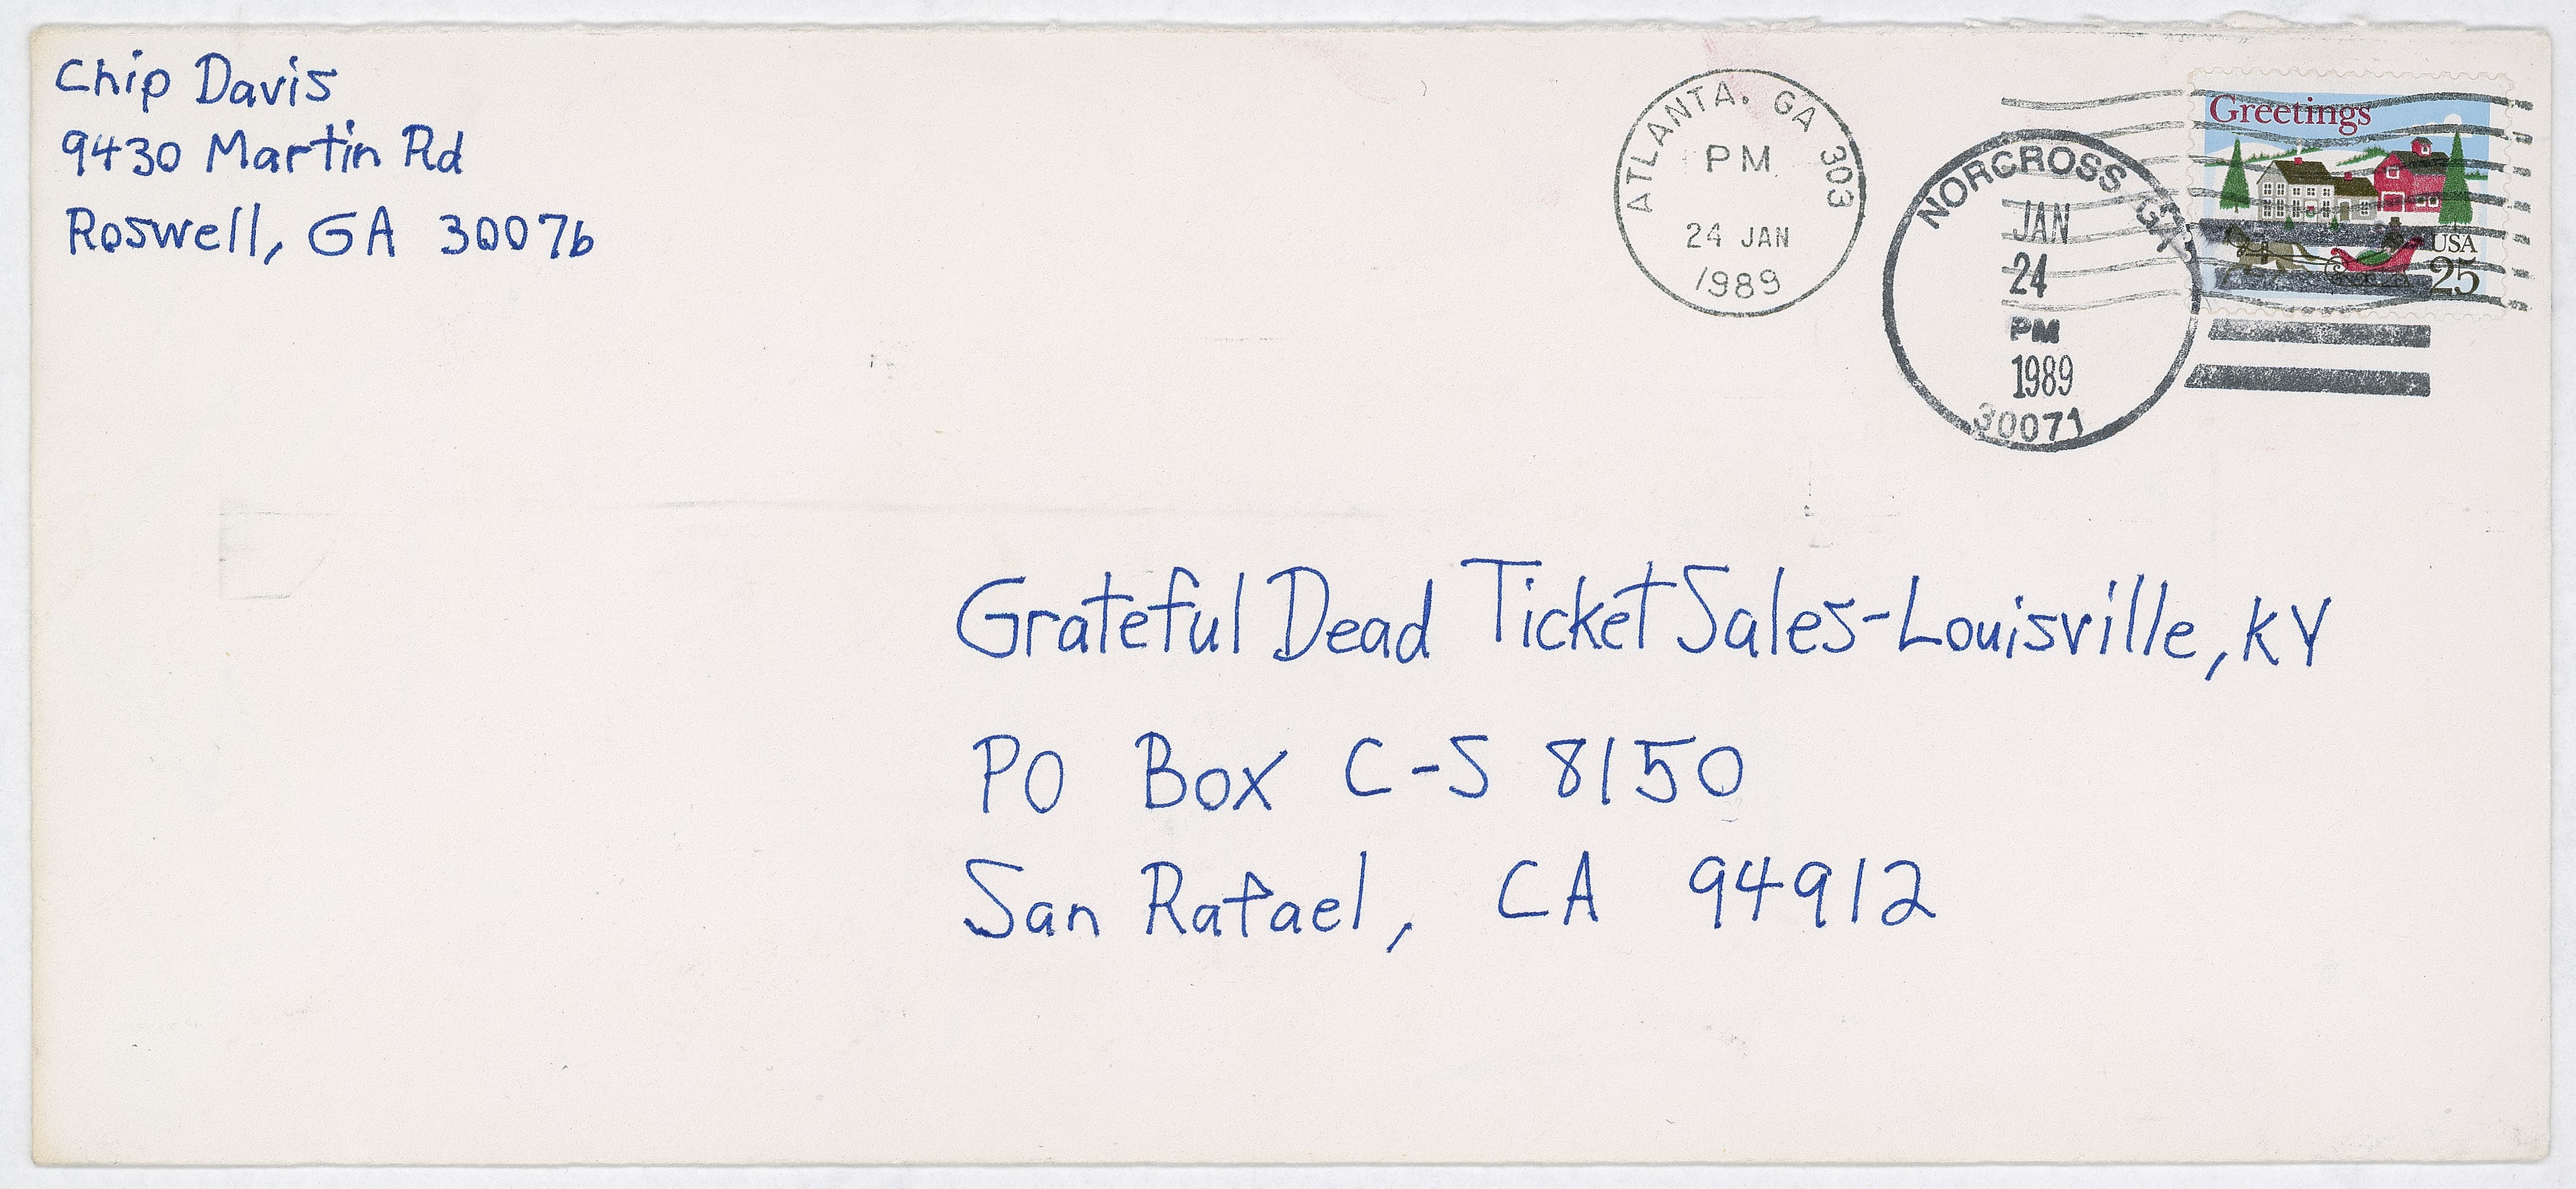 Chip Davis
9430 Martin Rd
Roswell, GA 30076
ATLANTA, GA 303
PM
24 JAN
1989
NORCROSS GA
JAN
24
PM
1989
30071
Greetings
USA
25
Grateful Dead Ticket Sales-Louisville, KY
PO Box C-S 8150
San Rafael, CA 94912